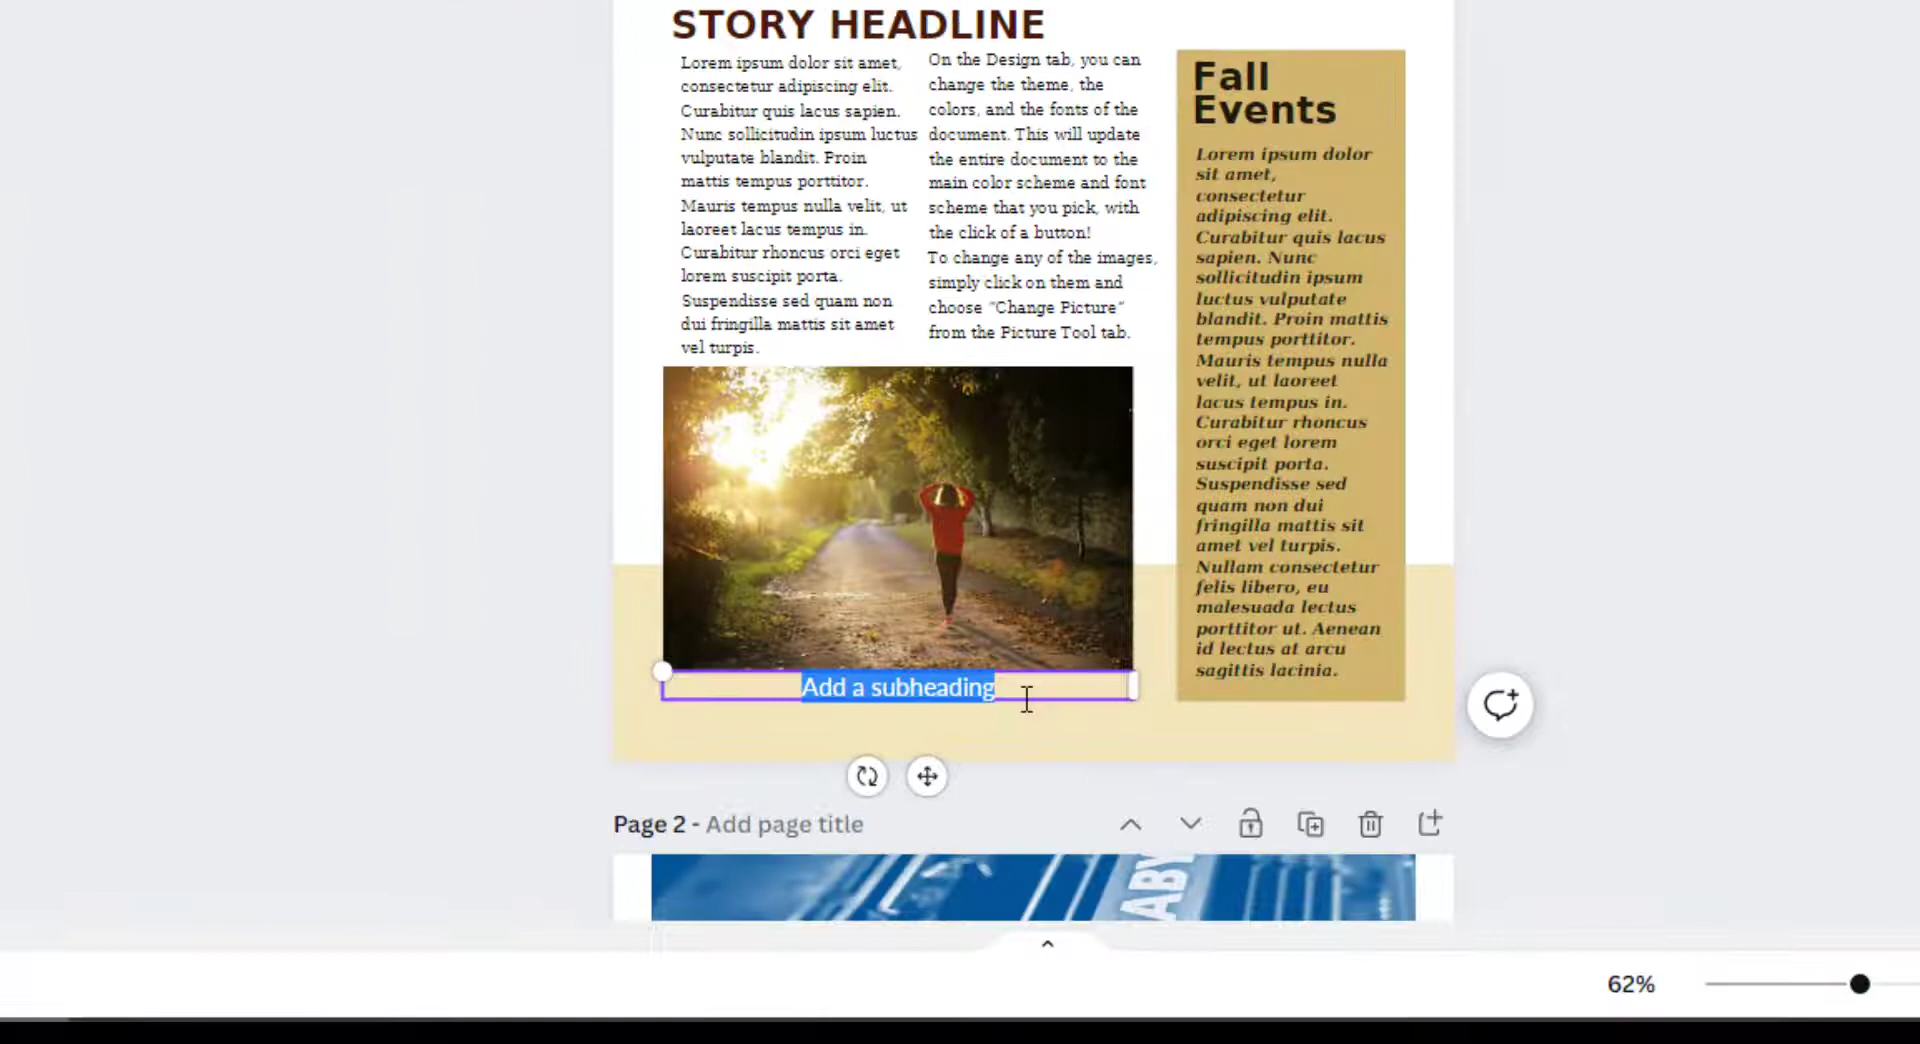 STORY HEADLINE
Lorem ipsum dolor sit amet,
consectetur adipiscing elit.
Curabitur quis lacus sapien.
Nunc sollicitudin ipsum luctus
vulputate blandit. Proin
mattis tempus porttitor.
Mauris tempus nulla velit, ut
laoreet lacus tempus in.
Curabitur rhoncus orci eget
lorem suscipit porta.
Suspendisse sed quam non
dui fringilla mattis sit amet
vel turpis.
On the Design tab, you can
change the theme, the
colors, and the fonts of the
document. This will update
the entire document to the
main color scheme and font
scheme that you pick, with
the click of a button!
To change any of the images,
simply click on them and
choose “Change Picture”
from the Picture Tool tab.
Fall
Events
Lorem ipsum dolor
sit amet,
consectetur
adipiscing elit.
Curabitur quis lacus
sapien. Nunc
sollicitudin ipsum
luctus vulputate
blandit. Proin mattis
tempus porttitor.
Mauris tempus nulla
velit, ut laoreet
lacus tempus in.
Curabitur rhoncus
orci eget lorem
suscipit porta.
Suspendisse sed
quam non dui
fringilla mattis sit
amet vel turpis.
Nullam consectetur
felis libero, eu
malesuada lectus
porttitor ut. Aenean
id lectus at arcu
sagittis lacinia.
Add a subheading
Page 2 - Add page title
ABY
62%